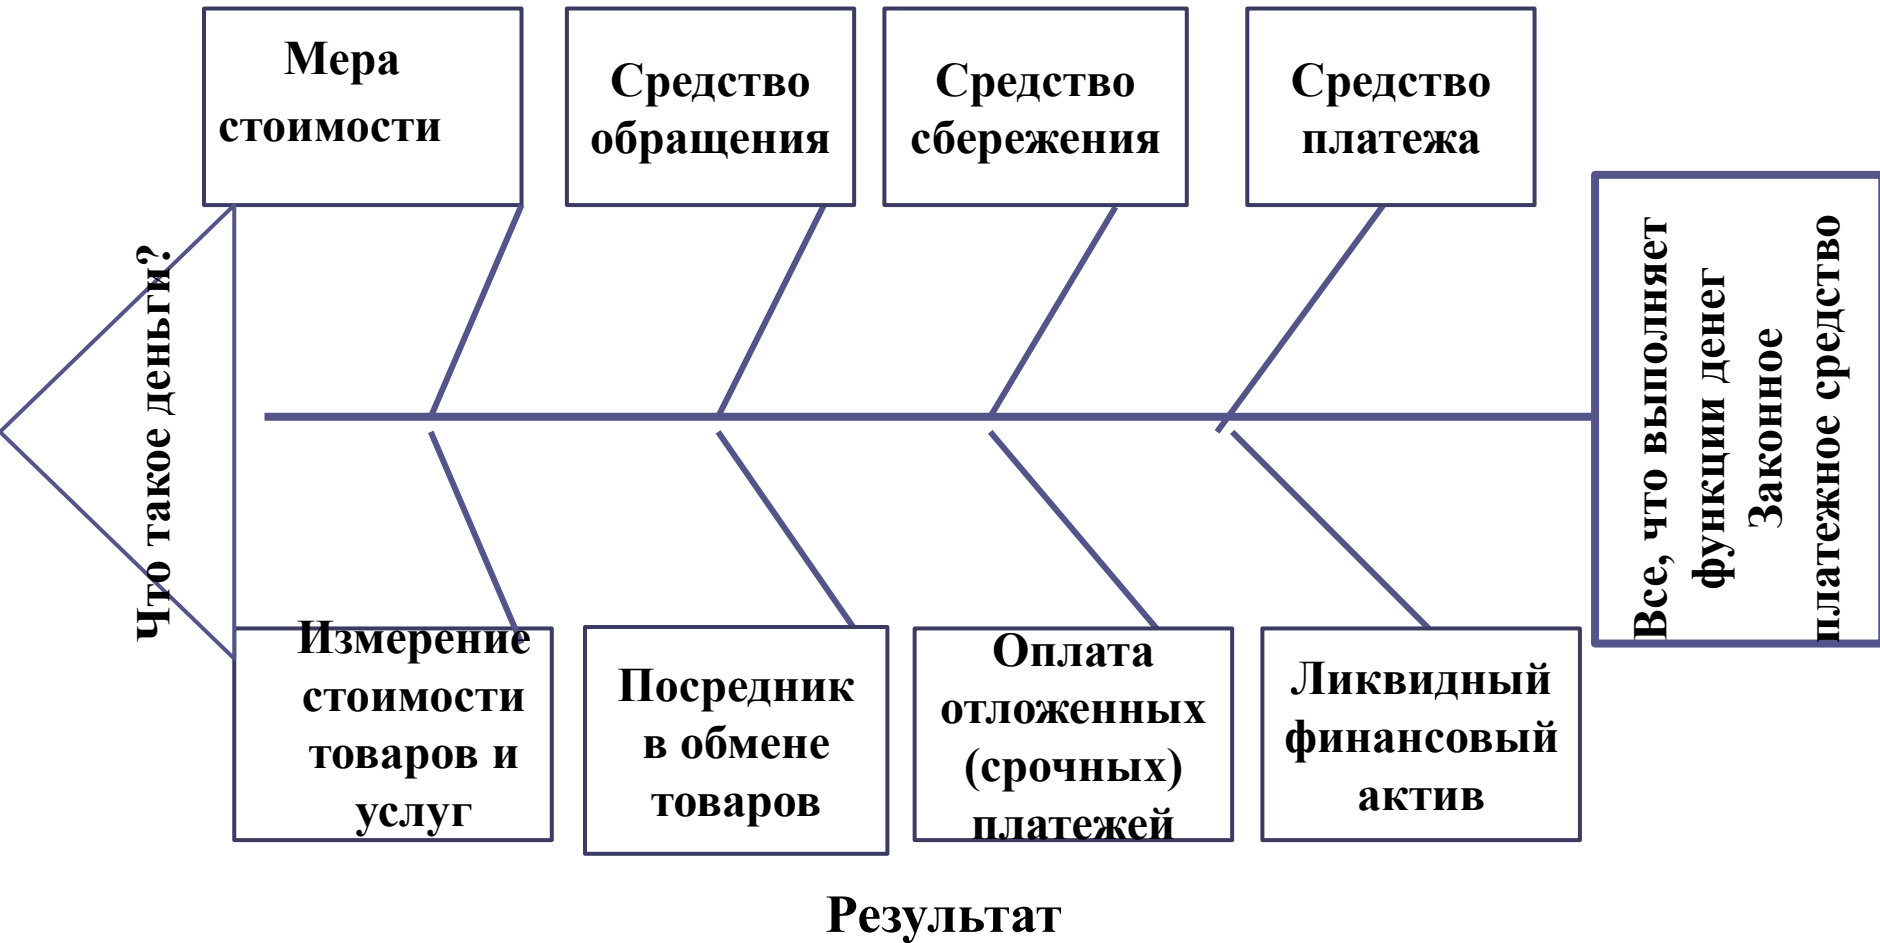 Мера
стоимости
Средство
обращения
Средство
сбережения
Средство
платежа
Что такое деньги?
Все, что выполняет
функции денег
Законное
платежное средство
Измерение
стоимости
товаров и
услуг
Посредник
в обмене
товаров
Оплата
отложенных
(срочных)
платежей
Ликвидный
финансовый
актив
Результат